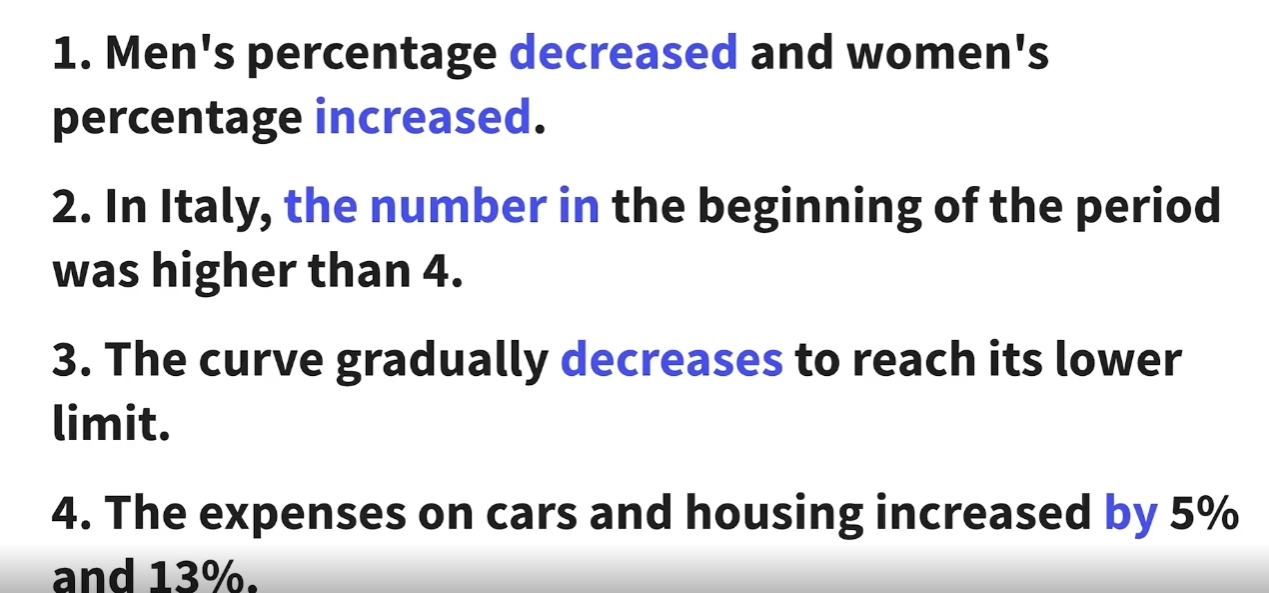 1. Men's percentage decreased and women's
percentage increased.
2. In Italy, the number in the beginning of the period
was higher than 4.
3. The curve gradually decreases to reach its lower
limit.
4. The expenses on cars and housing increased by 5%
and 13%.